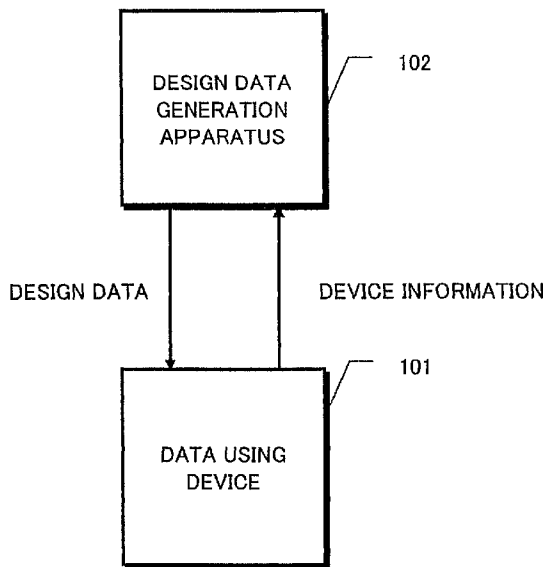 DESIGN DATA
GENERATION
APPARATUS
102
DESIGN DATA
DEVICE INFORMATION
101
DATA USING
DEVICE